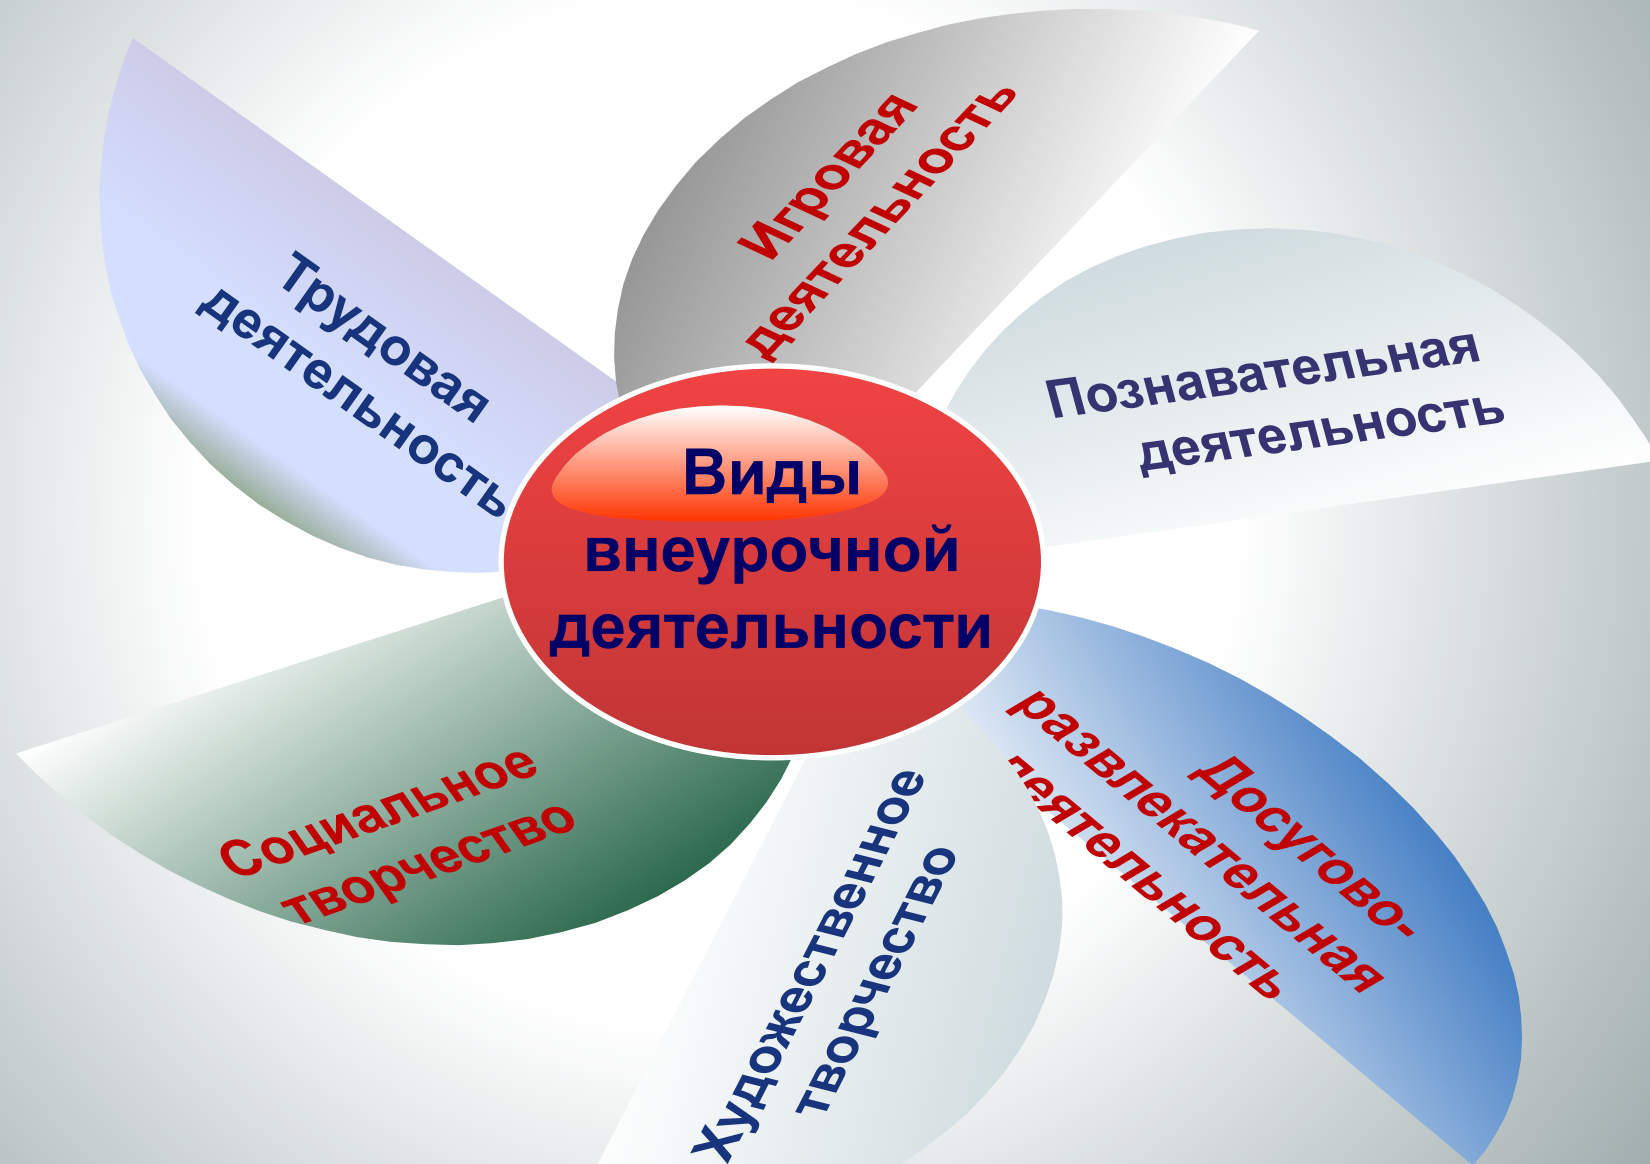 Трудовая
деятельность
Игровая
деятельность
Познавательная
деятельность
Виды
внеурочной
деятельности
Социальное
творчество
Художественное
творчество
Досугово-
развлекательная
деятельность